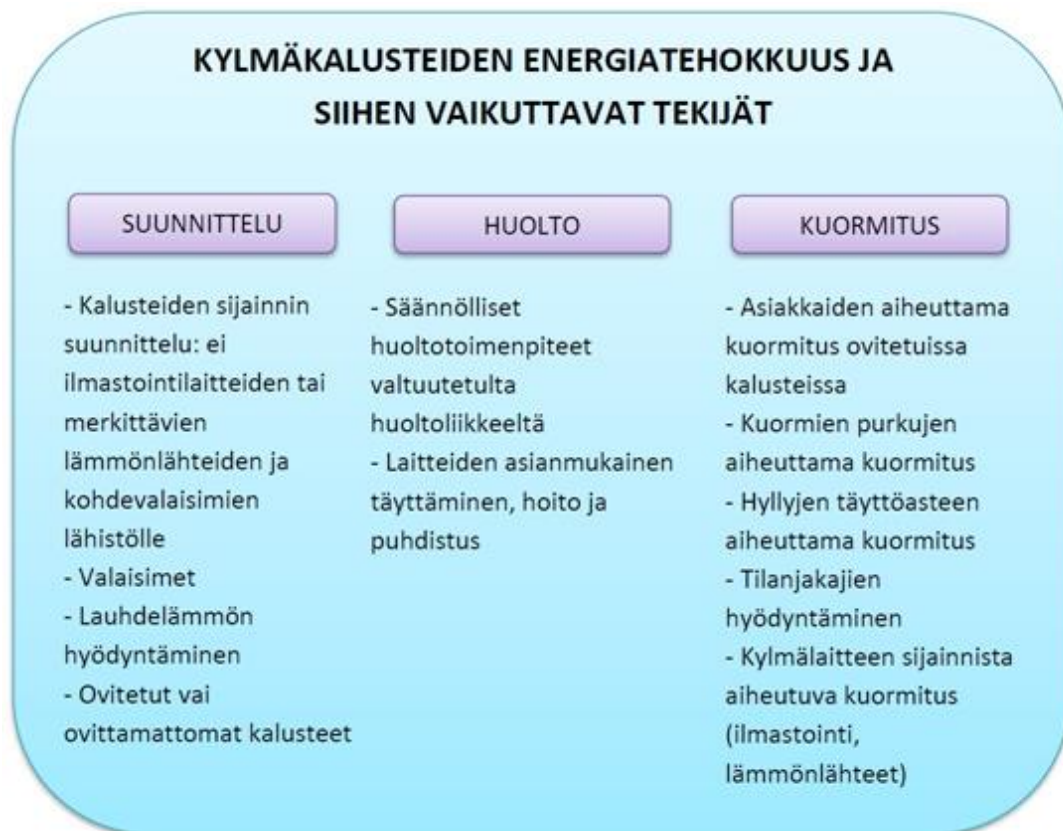 KYLMÄKALUSTEIDEN ENERGIATEHOKKUUS JA
SIIHEN VAIKUTTAVAT TEKIJÄT
SUUNNITTELU
- Kalusteiden sijainnin
suunnittelu: ei
ilmastointilaitteiden tai
merkittävien
lämmönlähteiden ja
kohdevalaisimien
lähistölle
- Valaisimet
- Lauhdelämmön
hyödyntäminen
- Ovitetut vai
ovittamattomat kalusteet
HUOLTO
- Säännölliset
huoltotoimenpiteet
valtuutetulta
huoltoliikkeeltä
- Laitteiden asianmukainen
täyttäminen, hoito ja
puhdistus
KUORMITUS
- Asiakkaiden aiheuttama
kuormitus ovitetuissa
kalusteissa
- Kuormien purkujen
aiheuttama kuormitus
- Hyllyjen täyttöasteen
aiheuttama kuormitus
- Tilanjakajien
hyödyntäminen
- Kylmälaitteen sijainnista
aiheutuva kuormitus
(ilmastointi,
lämmönlähteet)